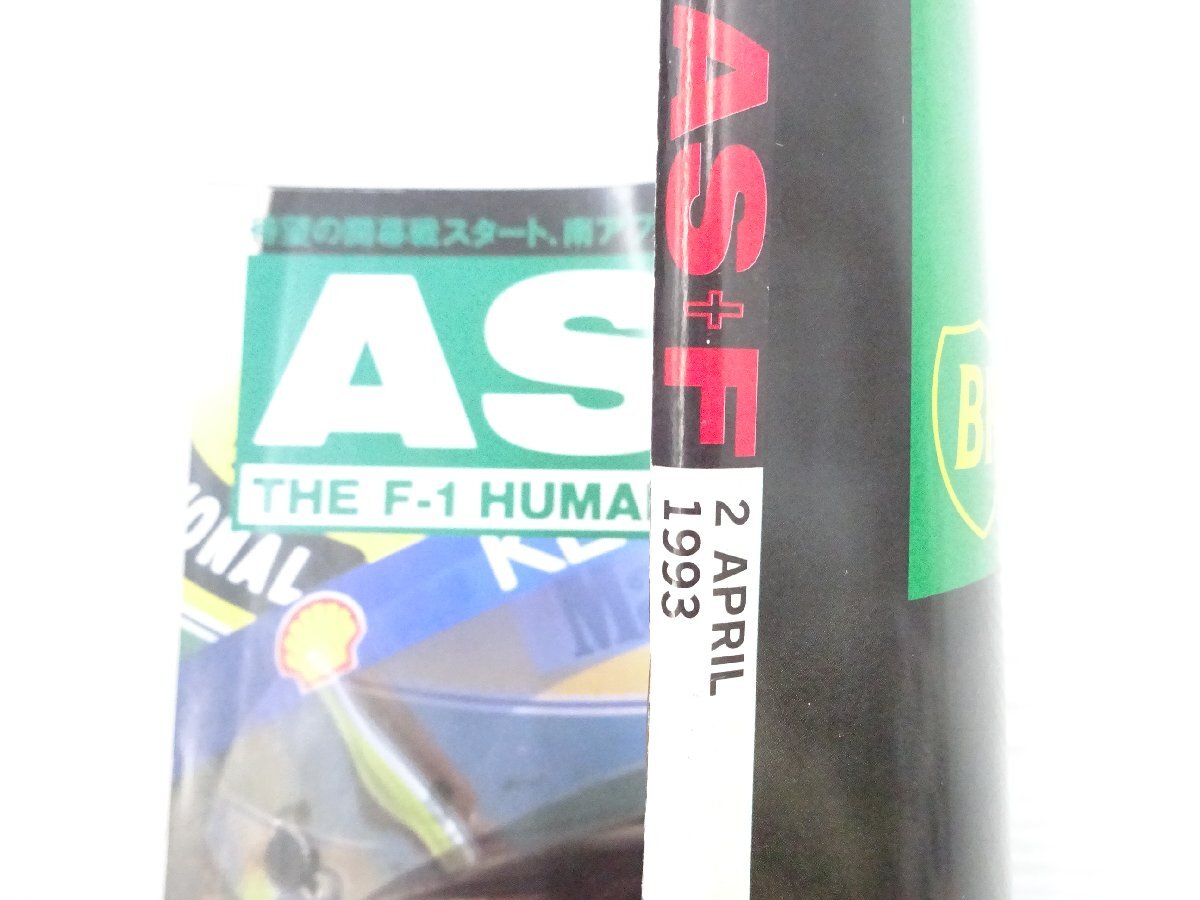 待望の開幕戦スタート、南アフ
AS
THE F-1 HUMA
ONAL
AS+F
2 APRIL
1993